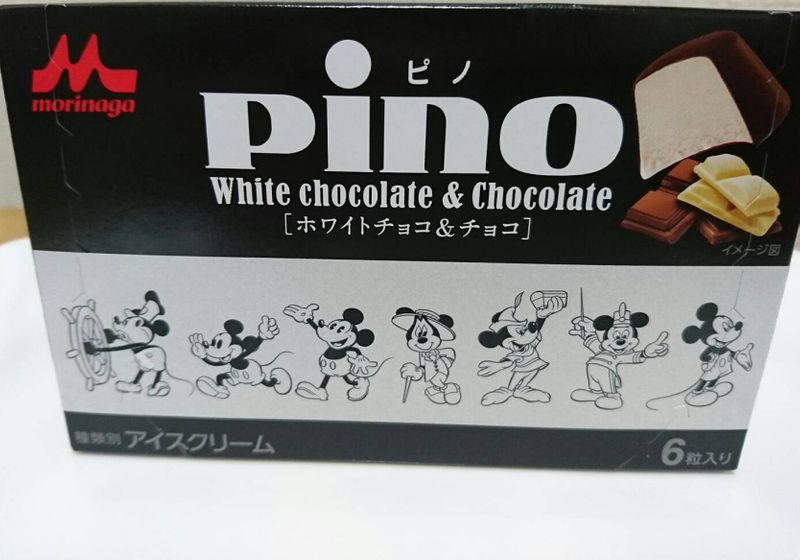 morinaga
ピノ
pino
White chocolate & Chocolate
[ホワイトチョコ&チョコ]
イメージ図
種類別 アイスクリーム
6粒入り